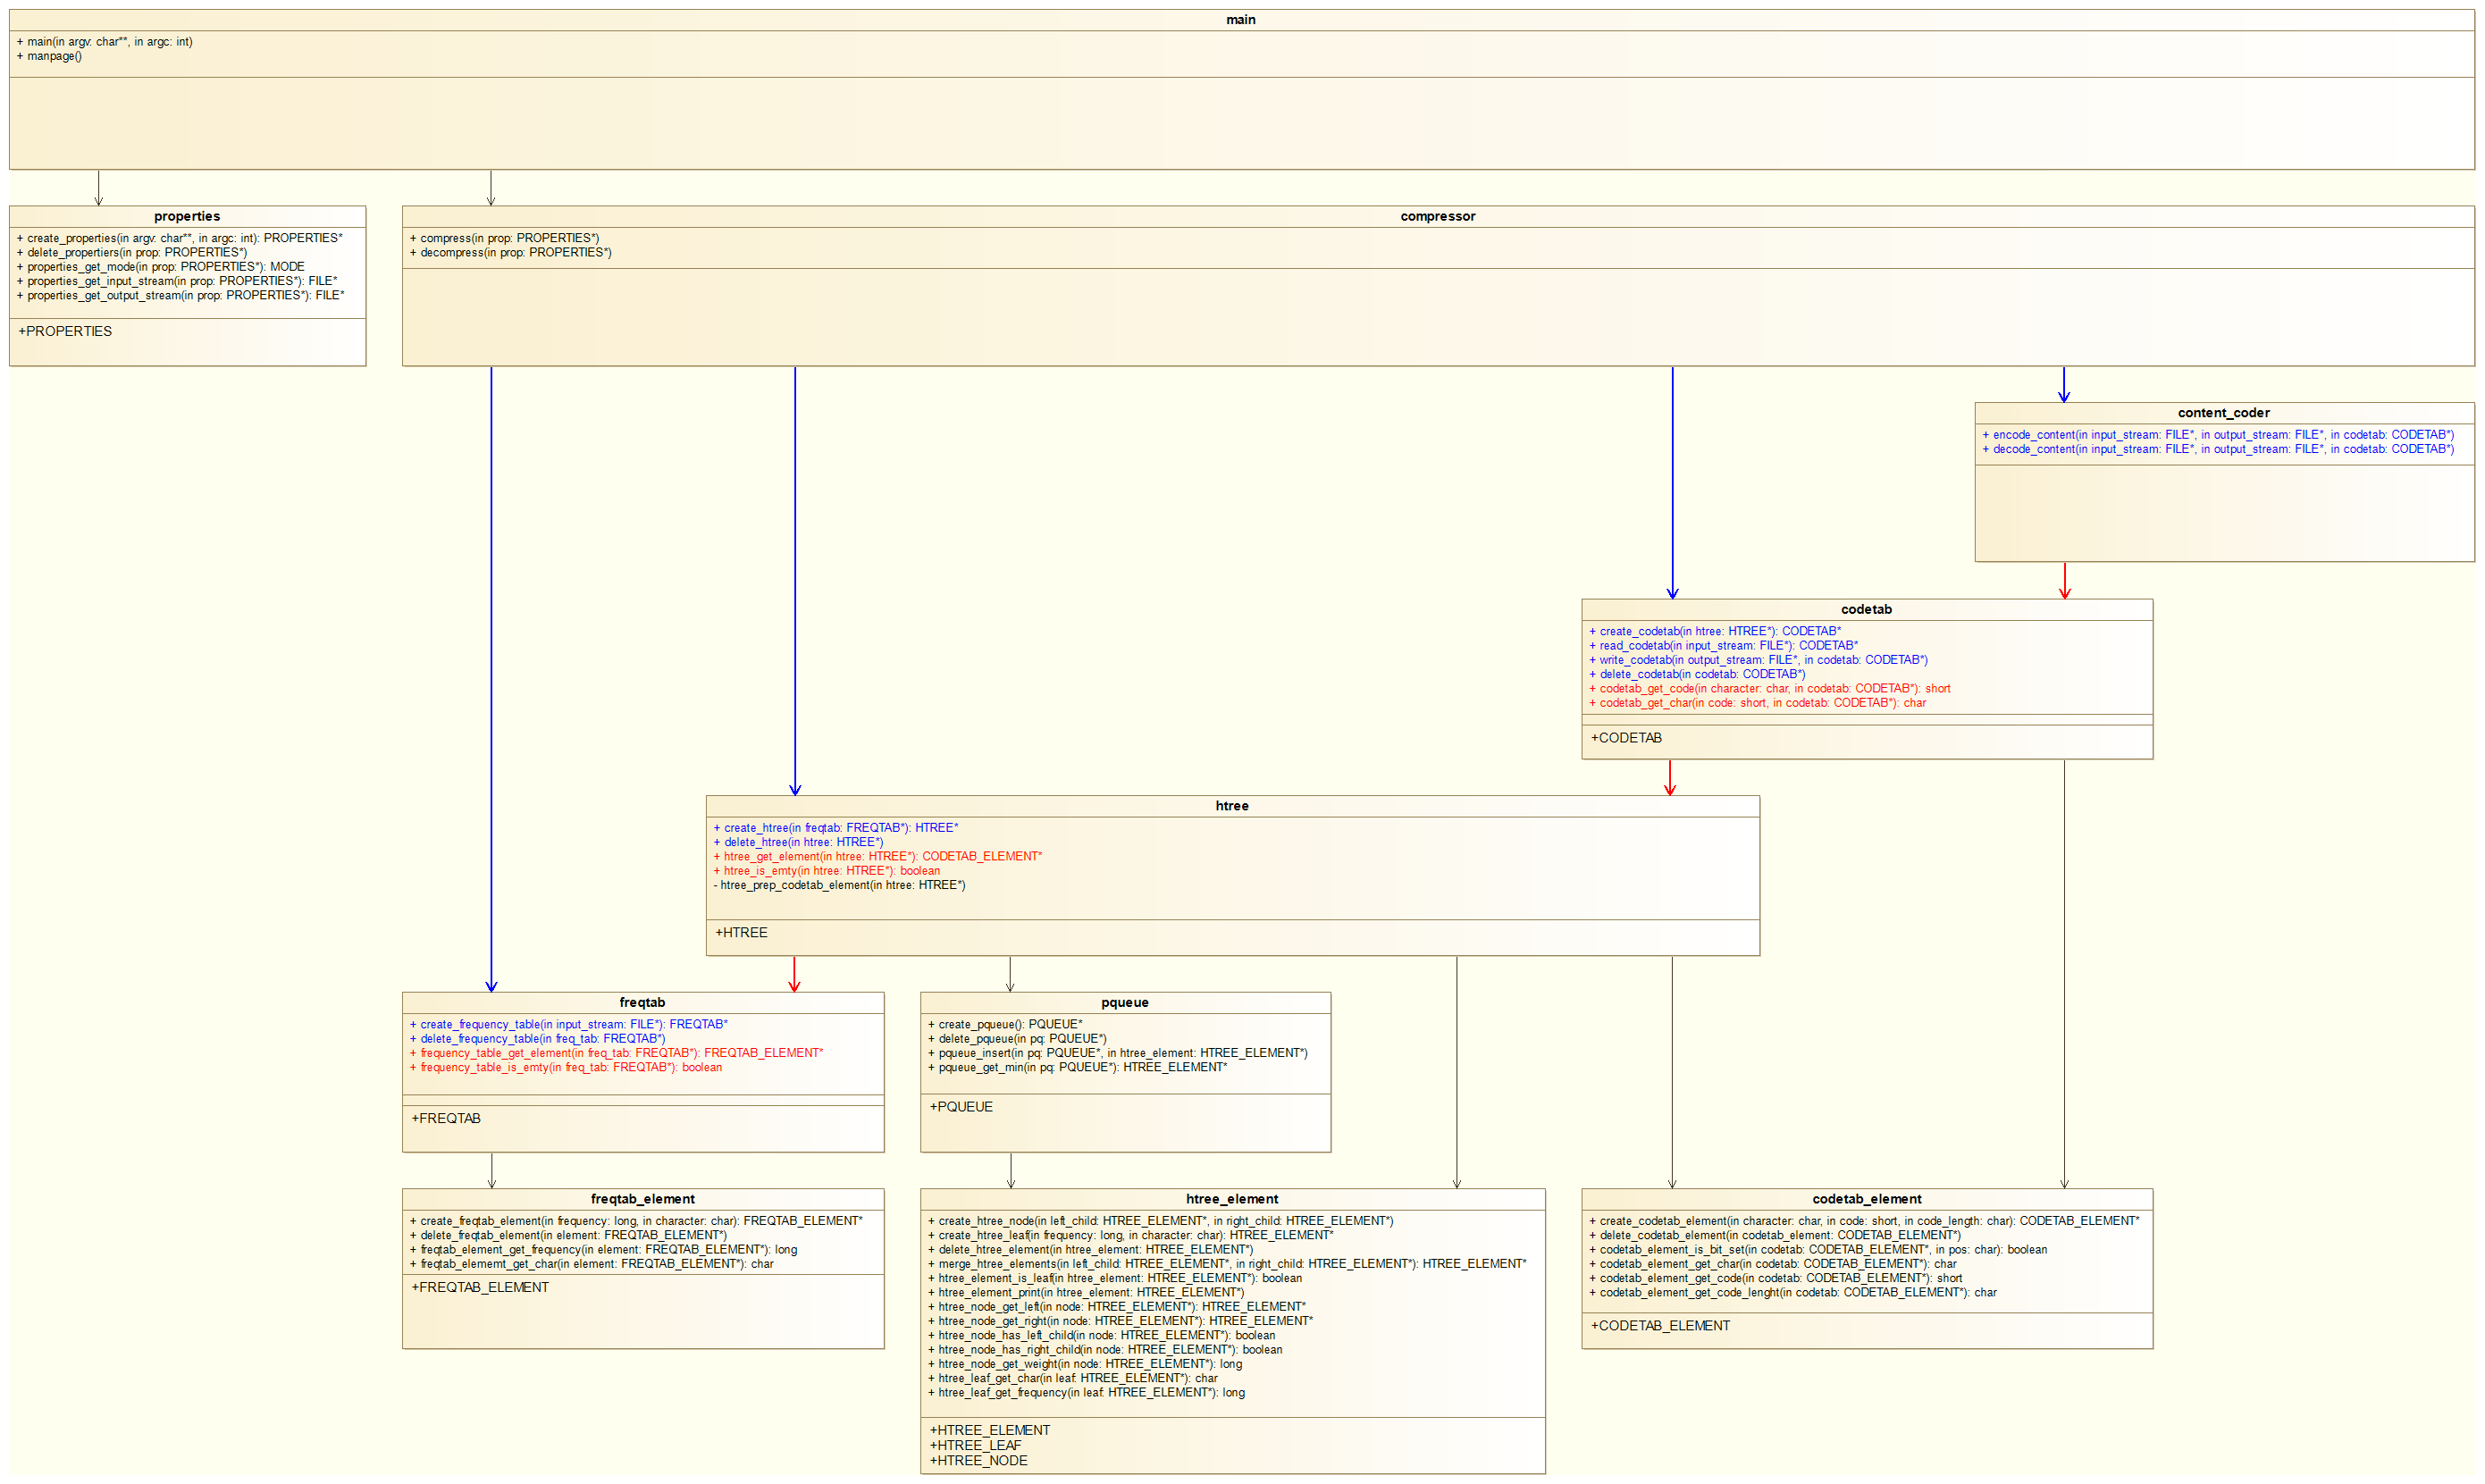 main
+ main(in argv: char**, in argc: int)
+ manpage()
properties
+ create_properties(in argv: char**, in argc: int): PROPERTIES*
+ delete_propertiers(in prop: PROPERTIES*)
+ properties_get_mode(in prop: PROPERTIES*): MODE
+ properties_get_input_stream(in prop: PROPERTIES*): FILE*
+ properties_get_output_stream(in prop: PROPERTIES*): FILE*
+PROPERTIES
compressor
+ compress(in prop: PROPERTIES*)
+ decompress(in prop: PROPERTIES*)
content_coder
+ encode_content(in input_stream: FILE*, in output_stream: FILE*, in codetab: CODETAB*)
+ decode_content(in input_stream: FILE*, in output_stream: FILE*, in codetab: CODETAB*)
codetab
+ create_codetab(in htree: HTREE*): CODETAB*
+ read_codetab(in input_stream: FILE*): CODETAB*
+ write_codetab(in output_stream: FILE*, in codetab: CODETAB*)
+ delete_codetab(in codetab: CODETAB*)
+ codetab_get_code(in character: char, in codetab: CODETAB*): short
+ codetab_get_char(in code: short, in codetab: CODETAB*): char
+CODETAB
htree
+ create_htree(in freqtab: FREQTAB*): HTREE*
+ delete_htree(in htree: HTREE*)
+ htree_get_element(in htree: HTREE*): CODETAB_ELEMENT*
+ htree_is_emty(in htree: HTREE*): boolean
- htree_prep_codetab_element(in htree: HTREE*)
+HTREE
freqtab
+ create_frequency_table(in input_stream: FILE*): FREQTAB*
+ delete_frequency_table(in freq_tab: FREQTAB*)
+ frequency_table_get_element(in freq_tab: FREQTAB*): FREQTAB_ELEMENT*
+ frequency_table_is_emty(in freq_tab: FREQTAB*): boolean
+FREQTAB
pqueue
+ create_pqueue(): PQUEUE*
+ delete_pqueue(in pq: PQUEUE*)
+ pqueue_insert(in pq: PQUEUE*, in htree_element: HTREE_ELEMENT*)
+ pqueue_get_min(in pq: PQUEUE*): HTREE_ELEMENT*
+PQUEUE
freqtab_element
+ create_freqtab_element(in frequency: long, in character: char): FREQTAB_ELEMENT*
+ delete_freqtab_element(in element: FREQTAB_ELEMENT*)
+ freqtab_element_get_frequency(in element: FREQTAB_ELEMENT*): long
+ freqtab_elememt_get_char(in element: FREQTAB_ELEMENT*): char
+FREQTAB_ELEMENT
htree_element
+ create_htree_node(in left_child: HTREE_ELEMENT*, in right_child: HTREE_ELEMENT*)
+ create_htree_leaf(in frequency: long, in character: char): HTREE_ELEMENT*
+ delete_htree_element(in htree_element: HTREE_ELEMENT*)
+ merge_htree_elements(in left_child: HTREE_ELEMENT*, in right_child: HTREE_ELEMENT*): HTREE_ELEMENT*
+ htree_element_is_leaf(in htree_element: HTREE_ELEMENT*): boolean
+ htree_element_print(in htree_element: HTREE_ELEMENT*)
+ htree_node_get_left(in node: HTREE_ELEMENT*): HTREE_ELEMENT*
+ htree_node_get_right(in node: HTREE_ELEMENT*): HTREE_ELEMENT*
+ htree_node_has_left_child(in node: HTREE_ELEMENT*): boolean
+ htree_node_has_right_child(in node: HTREE_ELEMENT*): boolean
+ htree_node_get_weight(in node: HTREE_ELEMENT*): long
+ htree_leaf_get_char(in leaf: HTREE_ELEMENT*): char
+ htree_leaf_get_frequency(in leaf: HTREE_ELEMENT*): long
+HTREE_ELEMENT
+HTREE_LEAF
+HTREE_NODE
codetab_element
+ create_codetab_element(in character: char, in code: short, in code_length: char): CODETAB_ELEMENT*
+ delete_codetab_element(in codetab_element: CODETAB_ELEMENT*)
+ codetab_element_is_bit_set(in codetab: CODETAB_ELEMENT*, in pos: char): boolean
+ codetab_element_get_char(in codetab: CODETAB_ELEMENT*): char
+ codetab_element_get_code(in codetab: CODETAB_ELEMENT*): short
+ codetab_element_get_code_lenght(in codetab: CODETAB_ELEMENT*): char
+CODETAB_ELEMENT